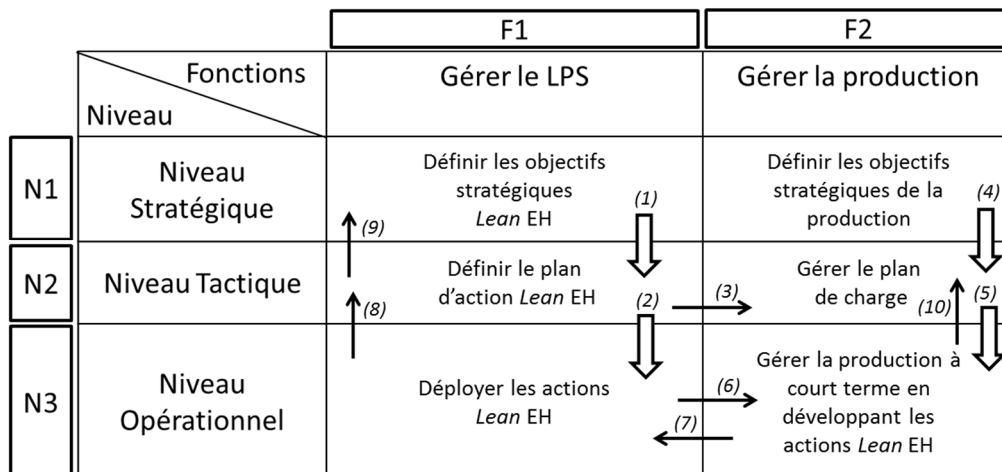 F1
F2
Fonctions
Niveau
Gérer le LPS
Gérer la production
N1
Niveau
Stratégique
Définir les objectifs
stratégiques
Lean EH
(1)
(9)
Définir les objectifs
stratégiques de la
production
(4)
N2
Niveau Tactique
Définir le plan
d’action Lean EH
(8)
(2)
(3)
Gérer le plan
de charge
(10)
(5)
N3
Niveau
Opérationnel
Déployer les actions
Lean EH
(6)
(7)
Gérer la production à
court terme en
développant les
actions Lean EH